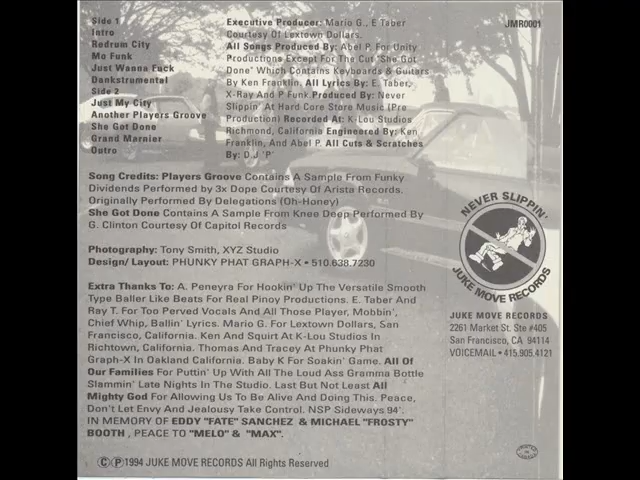 Side 1
Intro
Redrum City
Mo Funk
Just Wanna Fuck
Dankstrumental
Side 2
Just My City
Another Players Groove
She Got Done
Grand Marnier
Outro
Executive Producer: Mario G., E Taber
Courtesy Of Lextown Dollars.
All Songs Produced By: Abel P. For Unity
Productions Except For The Cut 'She Got
Done' Which Contains Keyboards & Guitars
By Ken Franklin. All Lyrics By: E. Taber,
X-Ray And P Funk Produced By: Never
Slippin' At Hard Core Store Music (Pre
Production) Recorded At: K-Lou Studios
Richmond, California Engineered By: Ken
Franklin, And Abel P. All Cuts & Scratches
By: D.J 'P'
JMR0001
Song Credits: Players Groove Contains A Sample From Funky
Dividends Performed by 3x Dope Courtesy Of Arista Records.
Originally Performed By Delegations (Oh-Honey)
She Got Done Contains A Sample From Knee Deep Performed By
G. Clinton Courtesy Of Capitol Records
Photography: Tony Smith, XYZ Studio
Design/ Layout: PHUNKY PHAT GRAPH-X • 510.638.7230
Extra Thanks To: A. Peneyra For Hookin' Up The Versatile Smooth
Type Baller Like Beats For Real Pinoy Productions. E. Taber And
Ray T. For Too Perved Vocals And All Those Player, Mobbin',
Chief Whip, Ballin' Lyrics. Mario G. For Lextown Dollars, San
Francisco, California. Ken And Squirt At K-Lou Studios In
Richtown, California. Thomas And Tracey At Phunky Phat
Graph-X In Oakland California. Baby K For Soakin' Game. All Of
Our Families For Puttin' Up With All The Loud Ass Gramma Bottle
Slammin' Late Nights In The Studio. Last But Not Least All
Mighty God For Allowing Us To Be Alive And Doing This. Peace,
Don't Let Envy And Jealousy Take Control. NSP Sideways 94'.
IN MEMORY OF EDDY "FATE" SANCHEZ & MICHAEL "FROSTY"
BOOTH , PEACE TO "MELO" & "MAX".
NEVER SLIPPIN'
JUKE MOVE RECORDS
JUKE MOVE RECORDS
2261 Market St. Ste #405
San Francisco, CA 94114
VOICEMAIL • 415.905.4121
© ℗ 1994 JUKE MOVE RECORDS All Rights Reserved